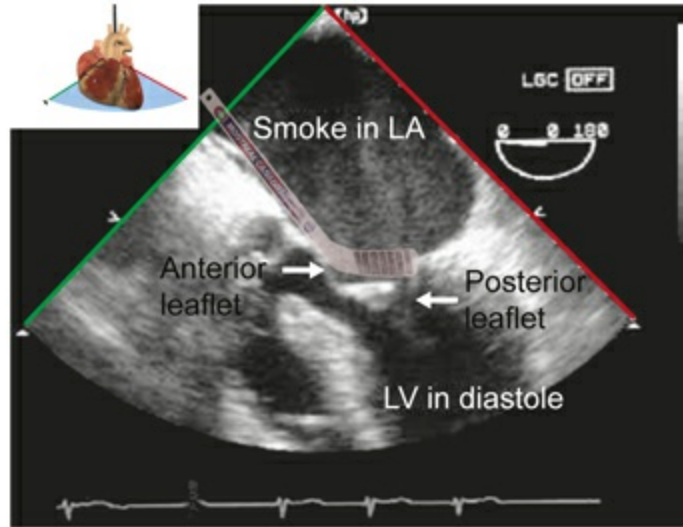 LGC OFF
Smoke in LA
0 0 180
Anterior
leaflet
Posterior
leaflet
LV in diastole